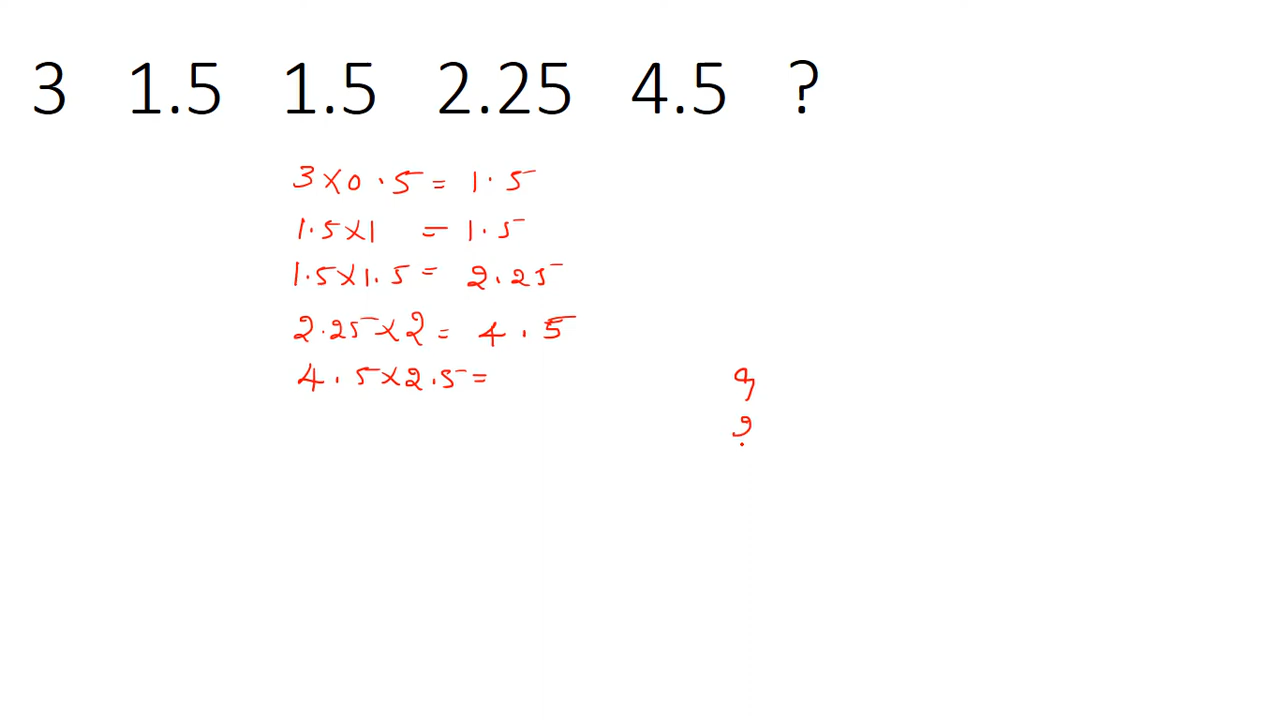 3 1.5 1.5 2.25 4.5 ?
3×0.5=1.5
1.5×1 = 1.5
1.5×1.5= 2.25
2.25×2= 4.5
4.5×2.5=
?